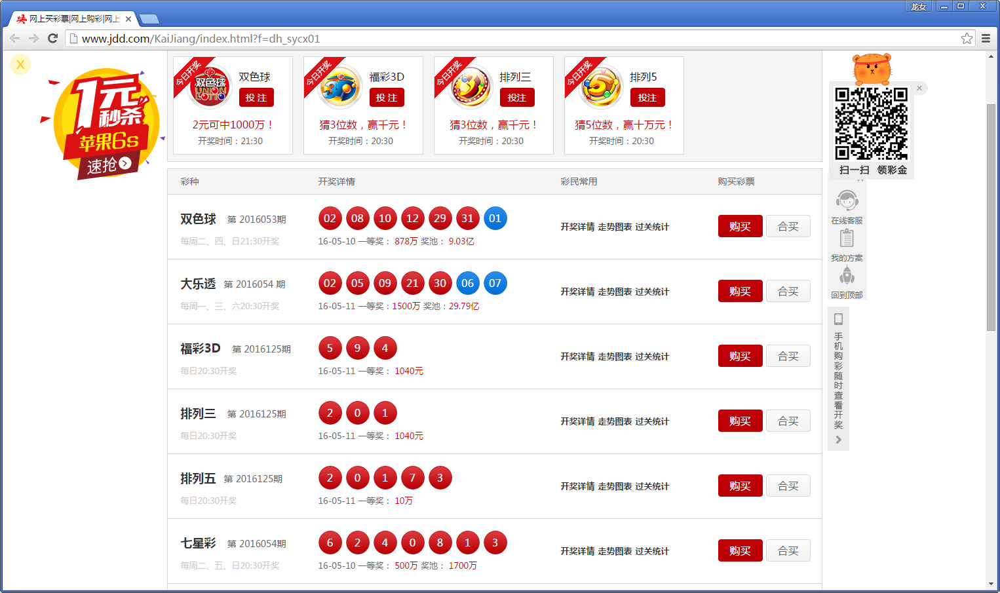 龙女
网上买彩票|网上购彩|网上
www.jdd.com/KaiJiang/index.html?f=dh_sycx01
X
1元
秒杀
苹果6s
速抢
今日开奖
双色球
UNION
LOTTO
双色球
投 注
2元可中1000万！
开奖时间：21:30
今日开奖
福彩3D
投 注
猜3位数，赢千元！
开奖时间：20:30
今日开奖
排列三
投注
猜3位数，赢千元！
开奖时间：20:30
今日开奖
排列5
投注
猜5位数，赢十万元！
开奖时间：20:30
彩种 开奖详情 彩民常用 购买彩票
双色球 第 2016053期
每周二、四、日21:30开奖
02 08 10 12 29 31 01
16-05-10 一等奖： 878万 奖池： 9.03亿
开奖详情 走势图表 过关统计
购买 合买
大乐透 第 2016054 期
每周一、三、六20:30开奖
02 05 09 21 30 06 07
16-05-11 一等奖：1500万 奖池：29.79亿
开奖详情 走势图表 过关统计
购买 合买
福彩3D 第 2016125期
每日20:30开奖
5 9 4
16-05-11 一等奖： 1040元
开奖详情 走势图表 过关统计
购买 合买
排列三 第 2016125期
每日20:30开奖
2 0 1
16-05-11 一等奖： 1040元
开奖详情 走势图表 过关统计
购买 合买
排列五 第 2016125期
每日20:30开奖
2 0 1 7 3
16-05-11 一等奖： 10万
开奖详情 走势图表 过关统计
购买 合买
七星彩 第 2016054期
每周二、五、日20:30开奖
6 2 4 0 8 1 3
16-05-10 一等奖： 500万 奖池： 1700万
开奖详情 走势图表 过关统计
购买 合买
扫一扫 领彩金
在线客服
我的方案
回到顶部
手机购彩随时查看开奖